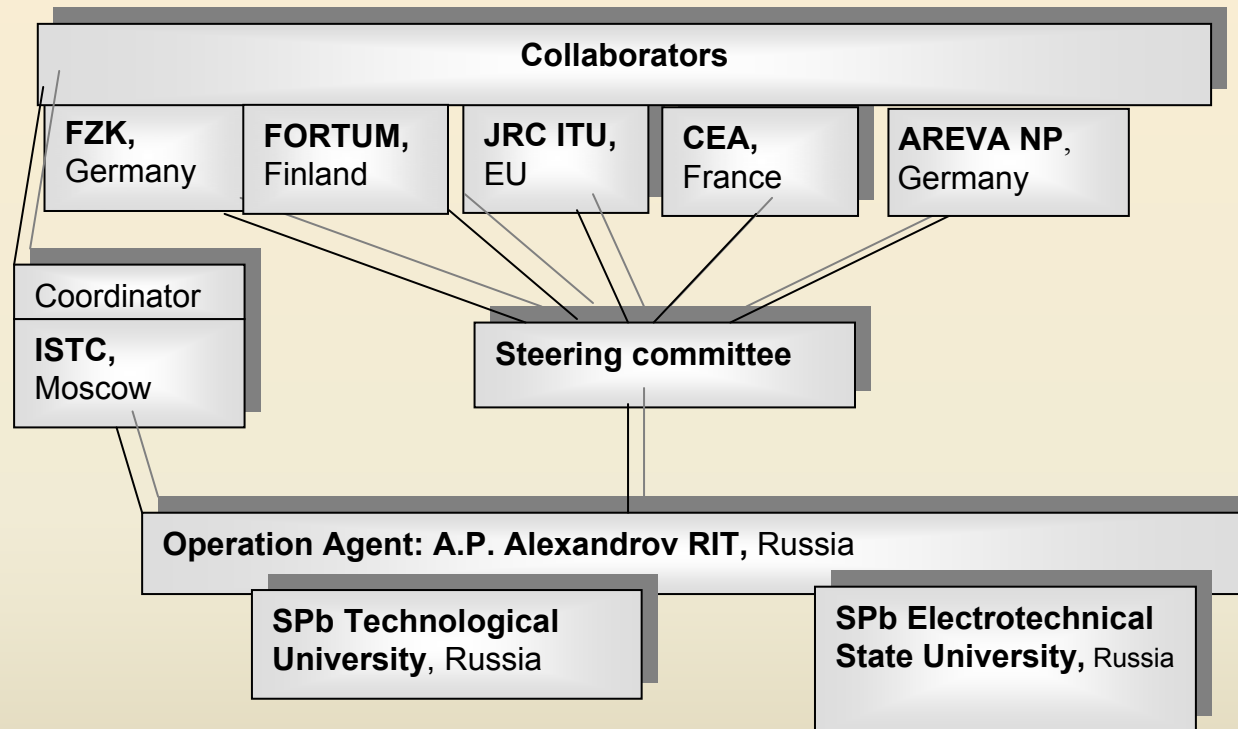 Collaborators
FZK,
Germany
FORTUM,
Finland
JRC ITU,
EU
CEA,
France
AREVA NP,
Germany
Coordinator
ISTC,
Moscow
Steering committee
Operation Agent: A.P. Alexandrov RIT, Russia
SPb Technological
University, Russia
SPb Electrotechnical
State University, Russia